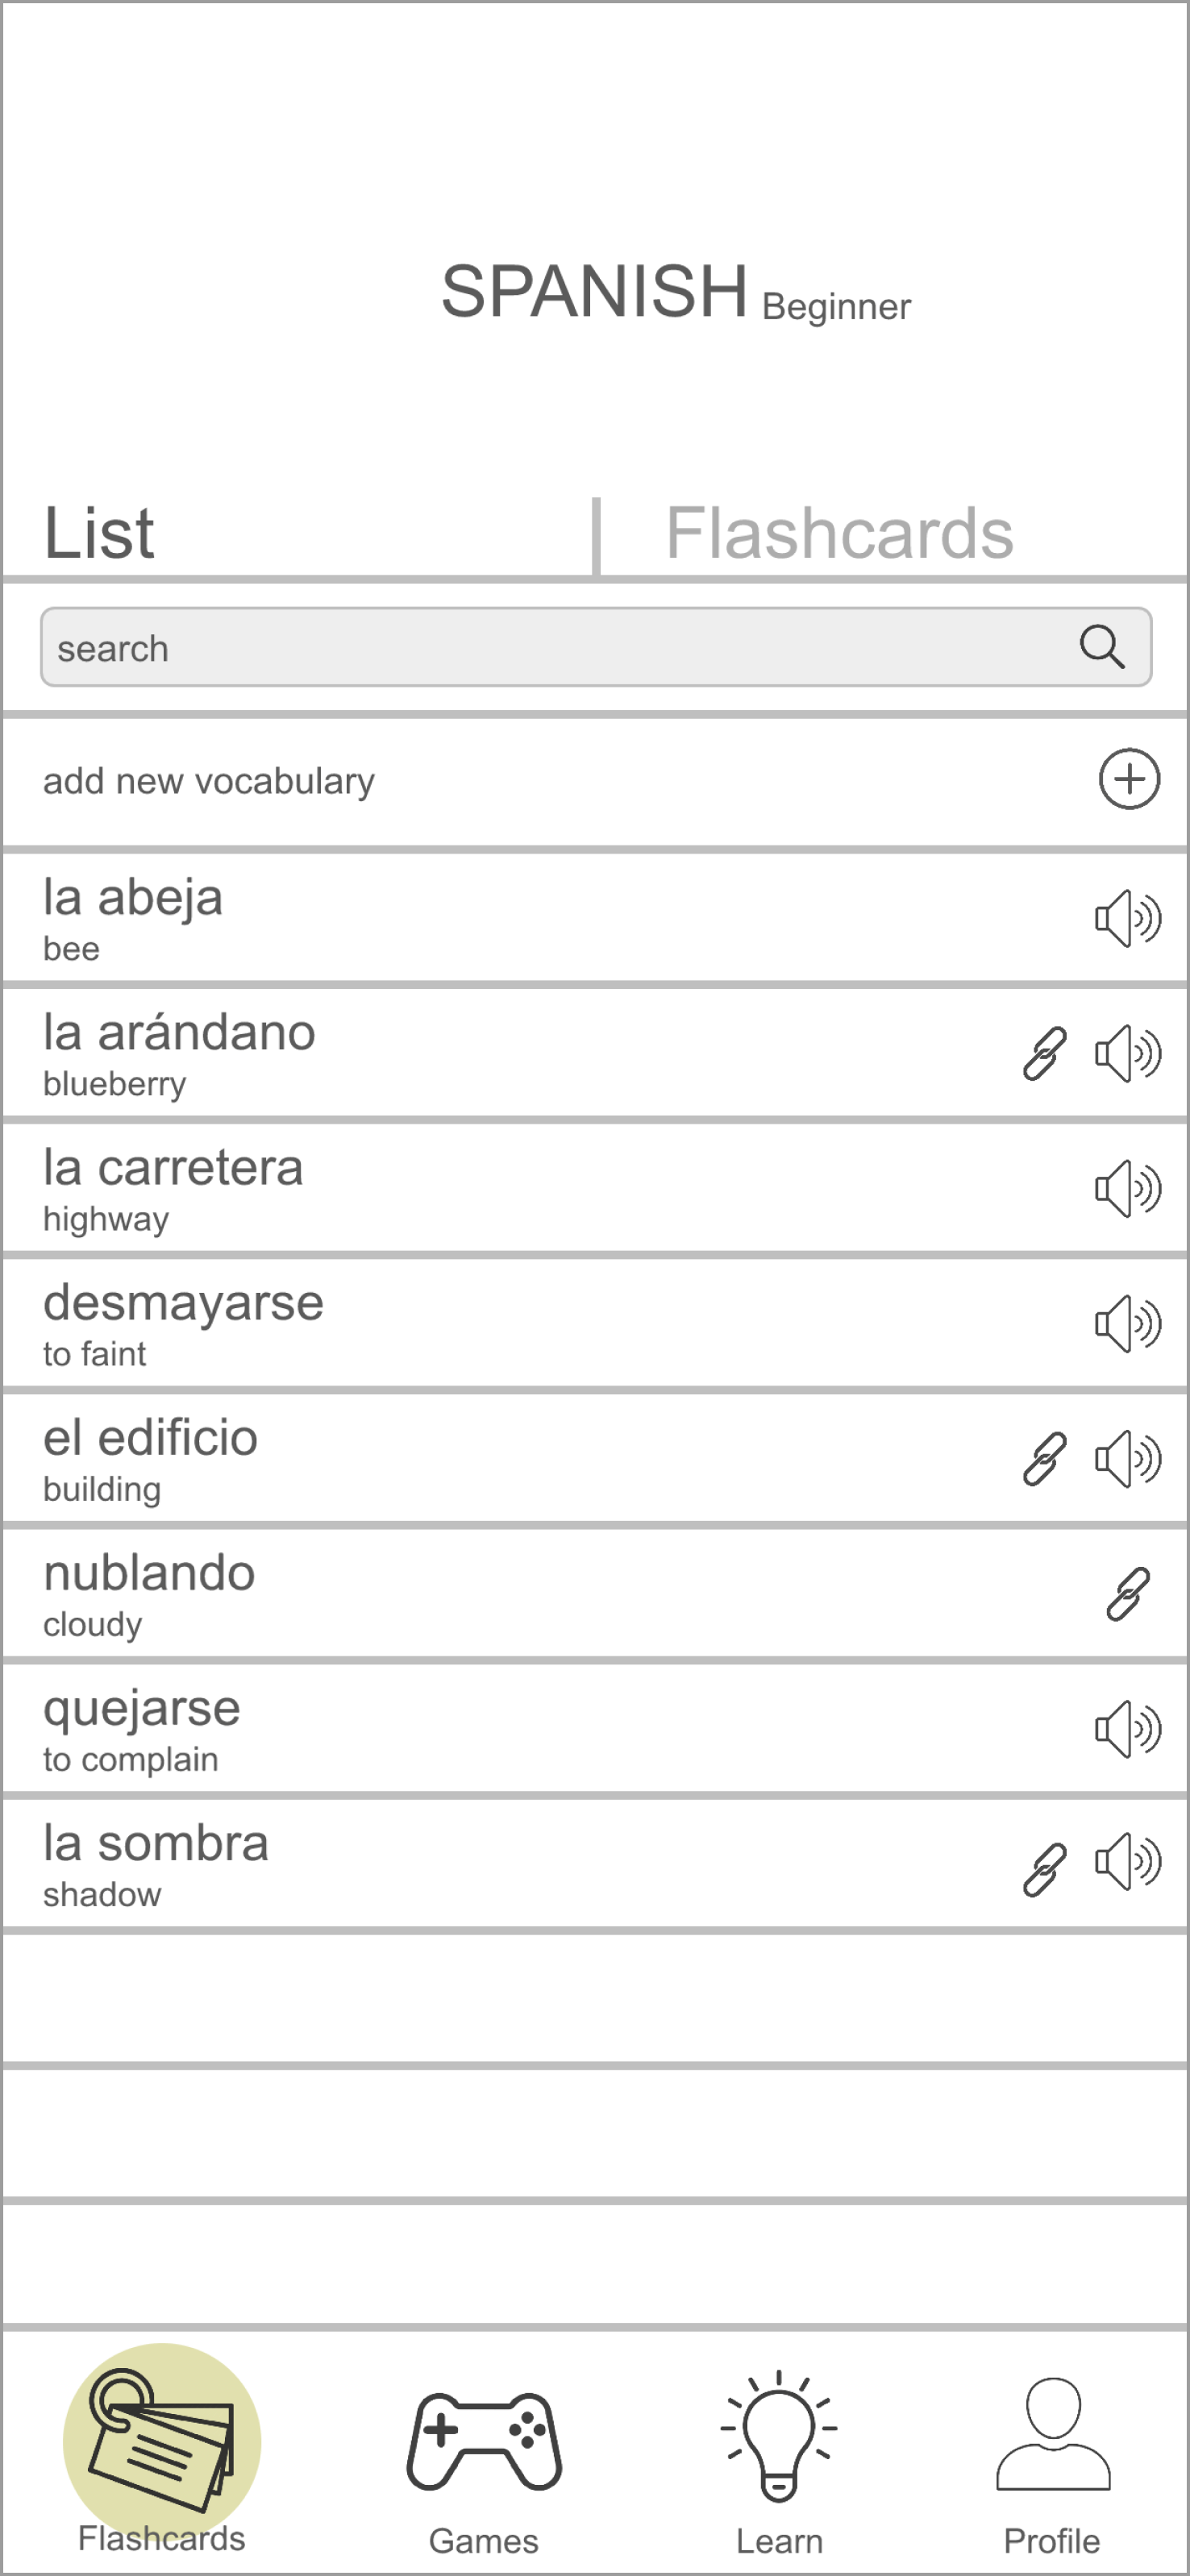 SPANISH Beginner
List
Flashcards
search
add new vocabulary
la abeja
bee
la arándano
blueberry
la carretera
highway
desmayarse
to faint
el edificio
building
nublando
cloudy
quejarse
to complain
la sombra
shadow
Flashcards
Games
Learn
Profile